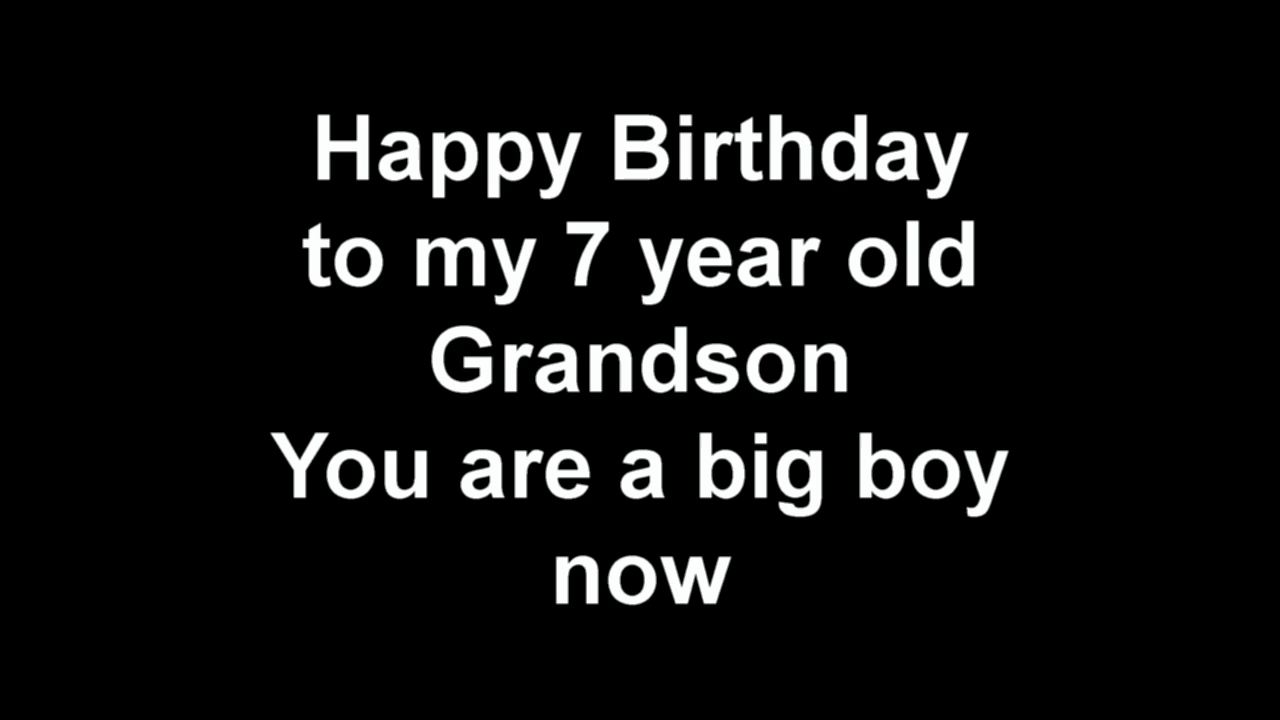 Happy Birthday
to my 7 year old
Grandson
You are a big boy
now